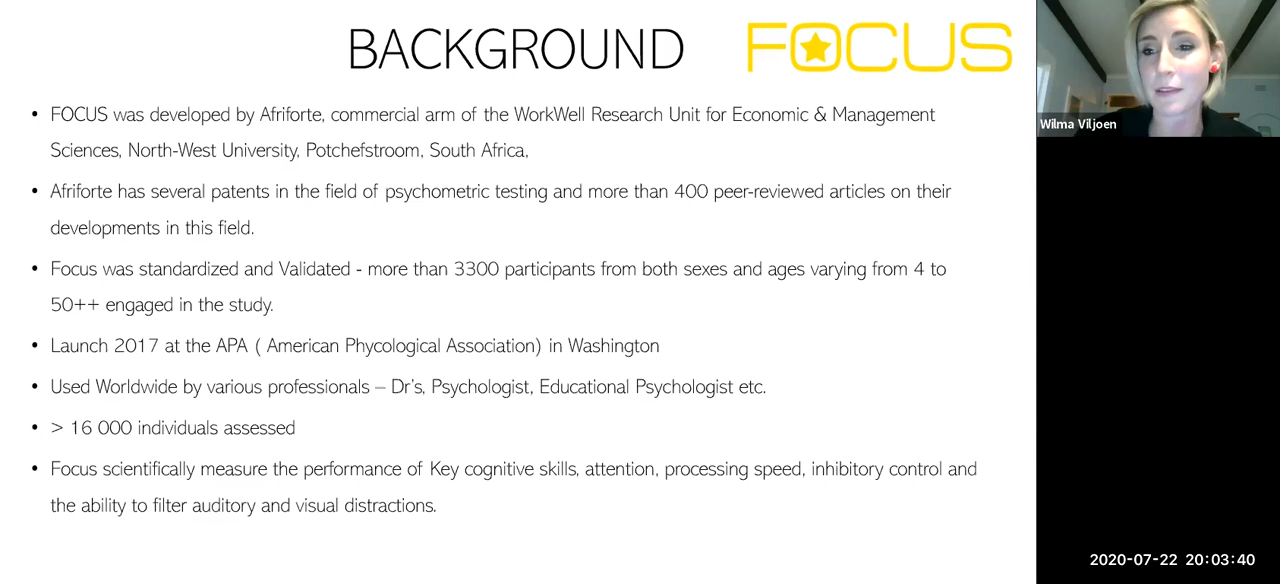 BACKGROUND
FOCUS
• FOCUS was developed by Afriforte, commercial arm of the WorkWell Research Unit for Economic & Management
Sciences, North-West University, Potchefstroom, South Africa,
• Afriforte has several patents in the field of psychometric testing and more than 400 peer-reviewed articles on their
developments in this field.
• Focus was standardized and Validated - more than 3300 participants from both sexes and ages varying from 4 to
50++ engaged in the study.
• Launch 2017 at the APA ( American Phycological Association) in Washington
• Used Worldwide by various professionals – Dr's, Psychologist, Educational Psychologist etc.
• > 16 000 individuals assessed
• Focus scientifically measure the performance of Key cognitive skills, attention, processing speed, inhibitory control and
the ability to filter auditory and visual distractions.
Wilma Viljoen
2020-07-22 20:03:40